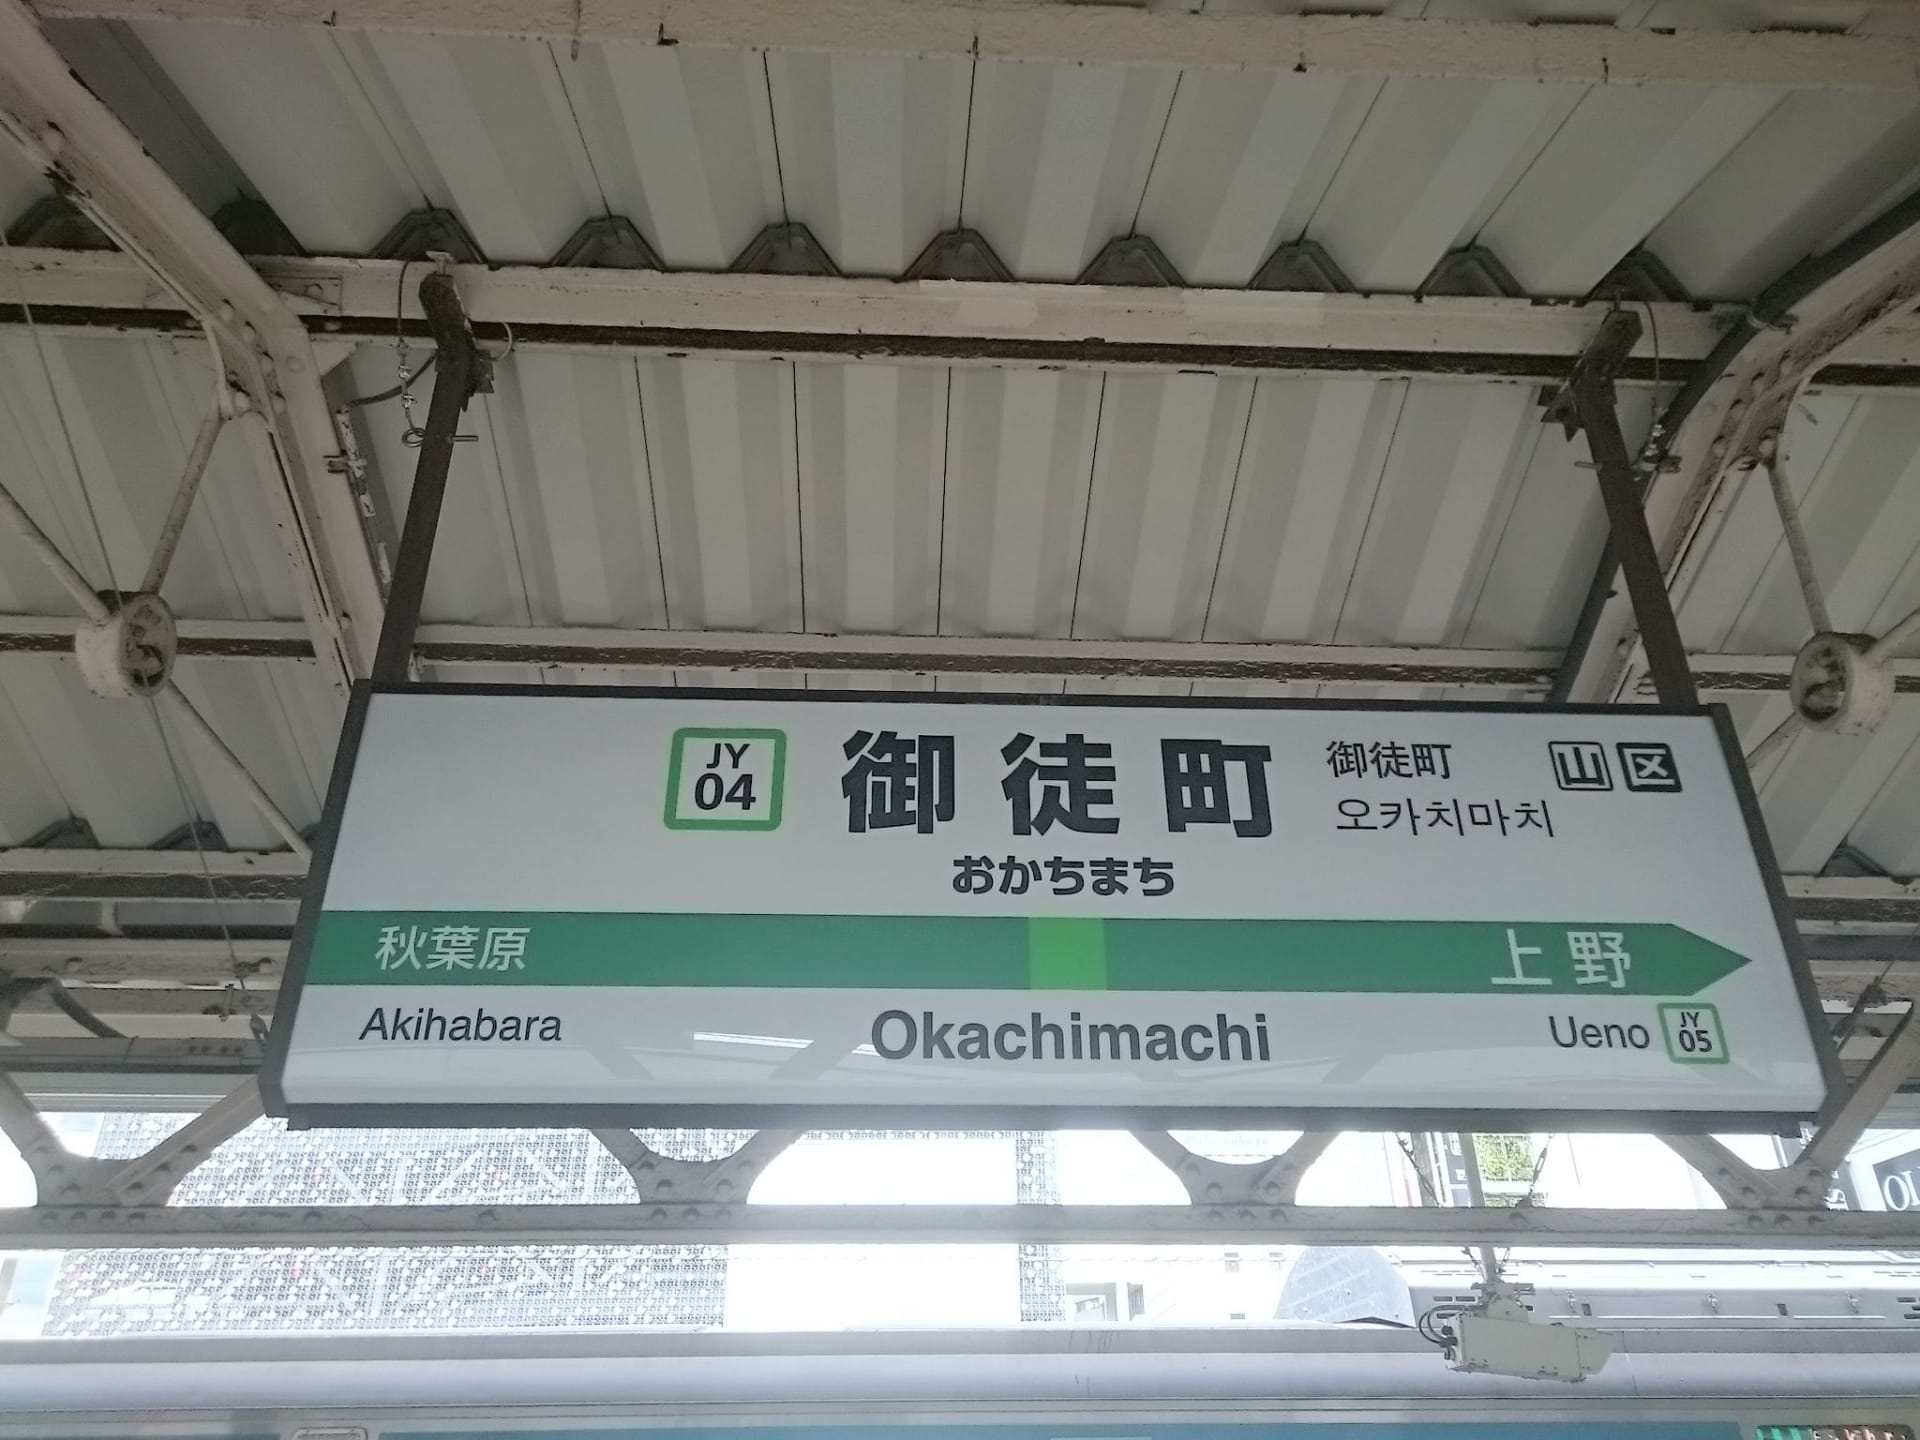 JY
04
御徒町
御徒町
오카치마치
山 区
おかちまち
秋葉原
上野
Akihabara
Okachimachi
Ueno
JY
05